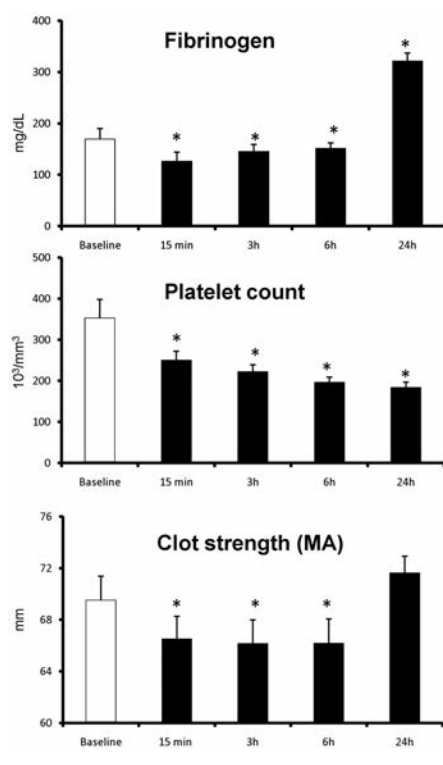 Fibrinogen
400
300
200
100
0
mg/dL
* * * *
Baseline 15 min 3h 6h 24h
Platelet count
500
400
300
200
100
0
10³/mm³
* * * *
Baseline 15 min 3h 6h 24h
Clot strength (MA)
76
72
68
64
60
mm
* * *
Baseline 15 min 3h 6h 24h